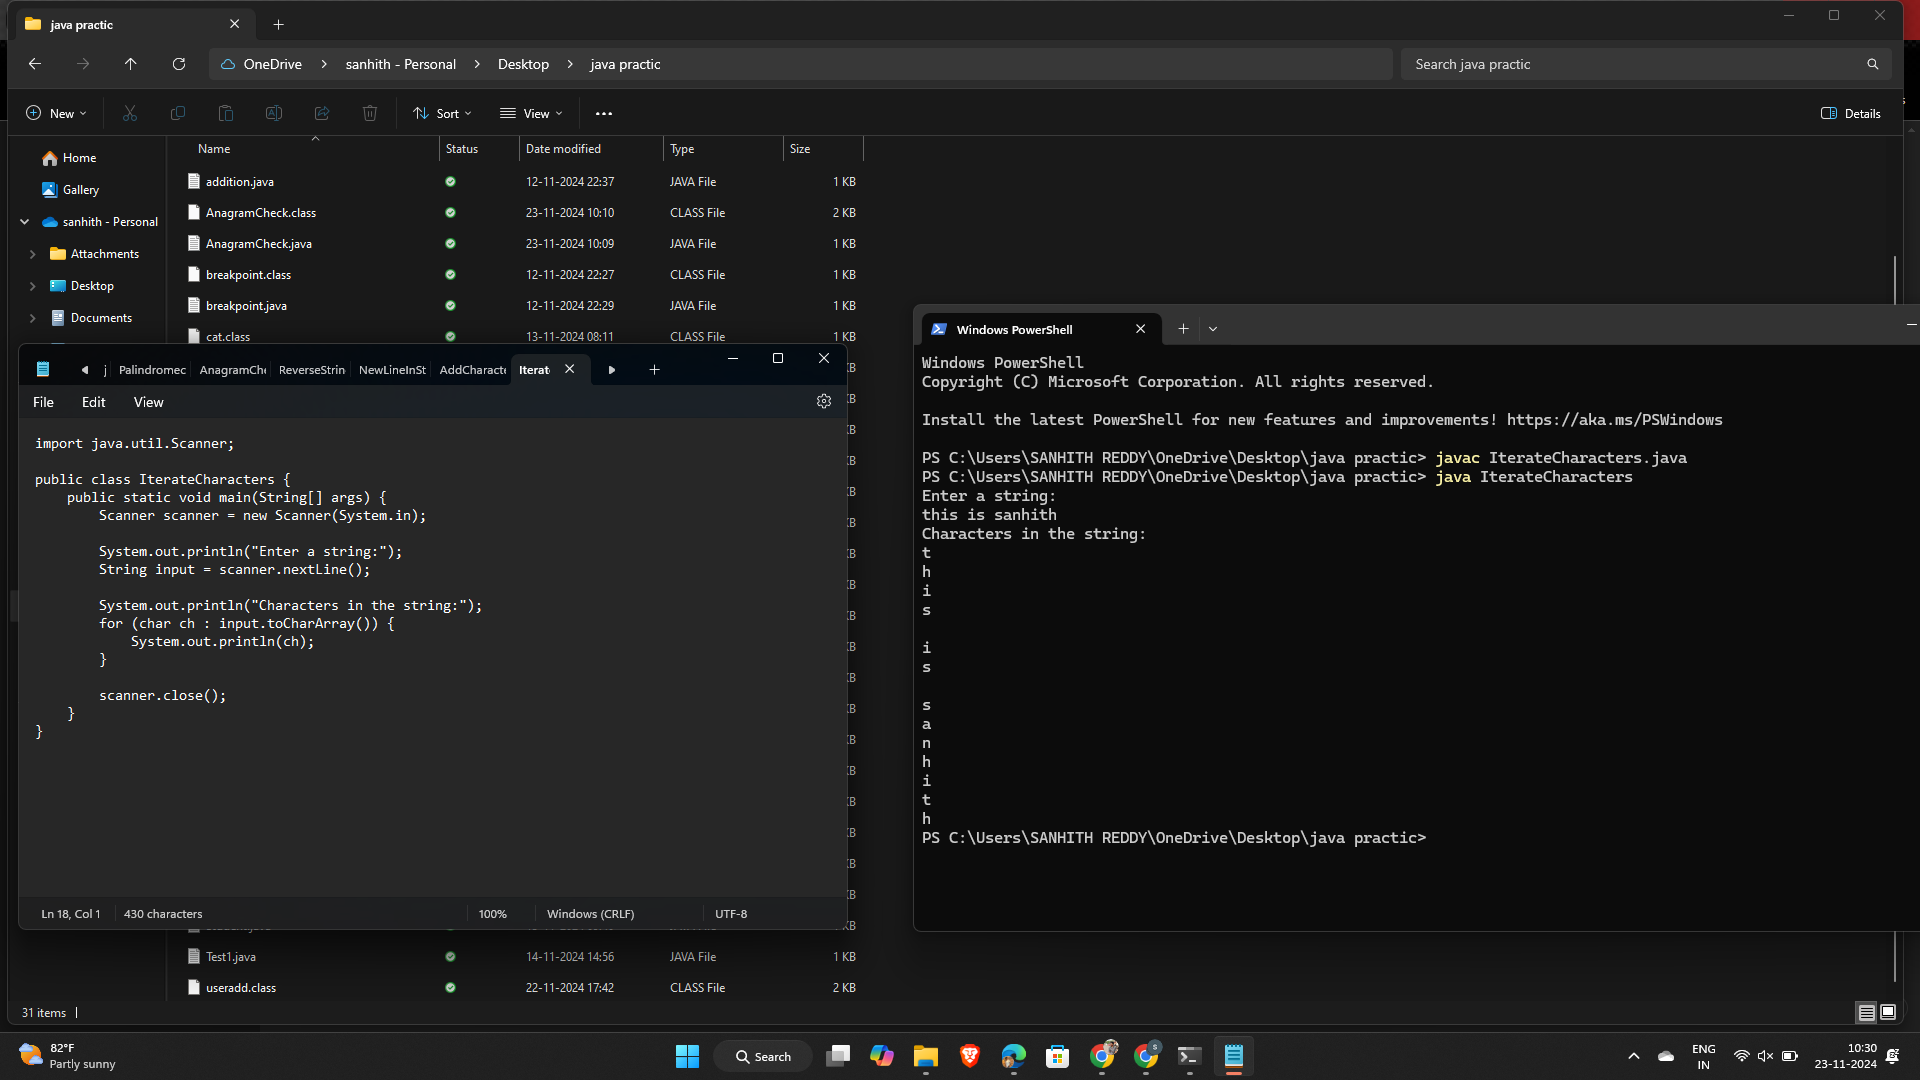 java practic
OneDrive > sanhith - Personal > Desktop > java practic
Search java practic
New
Sort
View
Details
Name Status Date modified Type Size
Home
Gallery
sanhith - Personal
Attachments
Desktop
Documents
addition.java 12-11-2024 22:37 JAVA File 1 KB
AnagramCheck.class 23-11-2024 10:10 CLASS File 2 KB
AnagramCheck.java 23-11-2024 10:09 JAVA File 1 KB
breakpoint.class 12-11-2024 22:27 CLASS File 1 KB
breakpoint.java 12-11-2024 22:29 JAVA File 1 KB
cat.class 13-11-2024 08:11 CLASS File 1 KB
j Palindromec AnagramChe ReverseString NewLineInSt AddCharacte Iterat
File Edit View
import java.util.Scanner;
public class IterateCharacters {
public static void main(String[] args) {
Scanner scanner = new Scanner(System.in);
System.out.println("Enter a string:");
String input = scanner.nextLine();
System.out.println("Characters in the string:");
for (char ch : input.toCharArray()) {
System.out.println(ch);
}
scanner.close();
}
}
Ln 18, Col 1 430 characters 100% Windows (CRLF) UTF-8
Test1.java 14-11-2024 14:56 JAVA File 1 KB
useradd.class 22-11-2024 17:42 CLASS File 2 KB
31 items
Windows PowerShell
Windows PowerShell
Copyright (C) Microsoft Corporation. All rights reserved.
Install the latest PowerShell for new features and improvements! https://aka.ms/PSWindows
PS C:\Users\SANHITH REDDY\OneDrive\Desktop\java practic> javac IterateCharacters.java
PS C:\Users\SANHITH REDDY\OneDrive\Desktop\java practic> java IterateCharacters
Enter a string:
this is sanhith
Characters in the string:
t
h
i
s
i
s
s
a
n
h
i
t
h
PS C:\Users\SANHITH REDDY\OneDrive\Desktop\java practic>
82°F
Partly sunny
Search
ENG
IN
10:30
23-11-2024